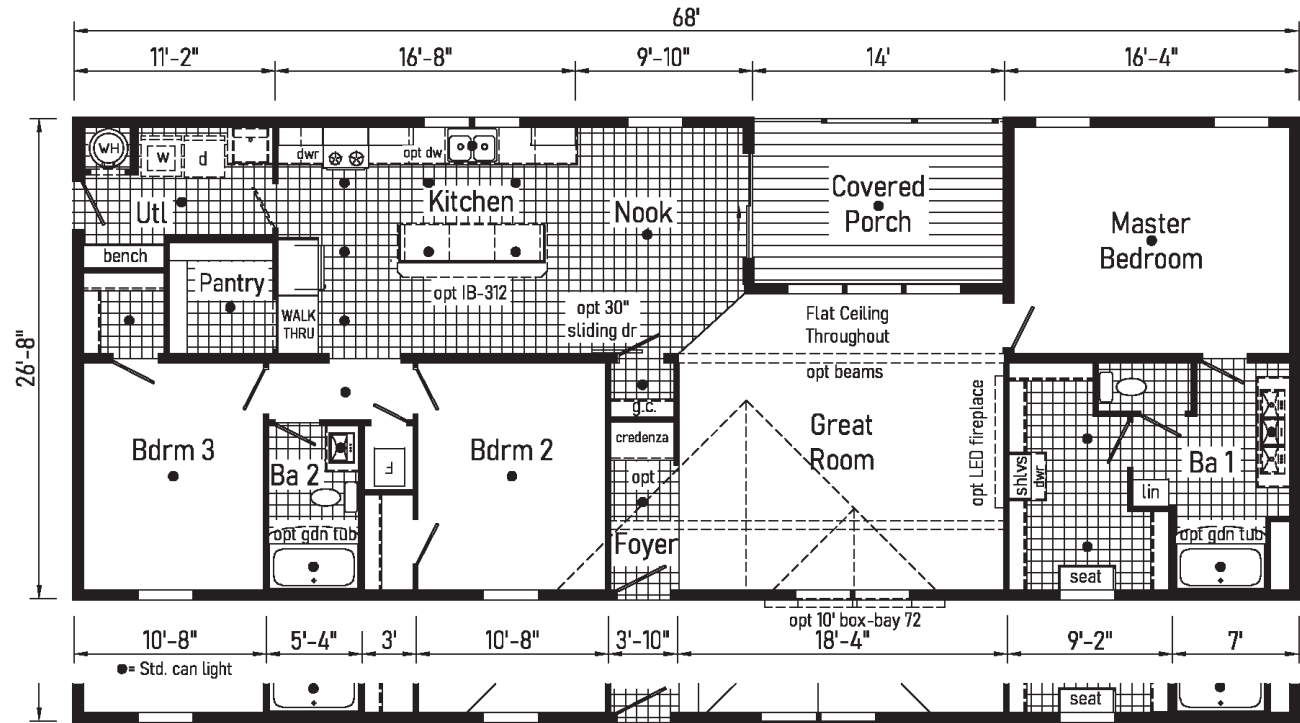 68'
11'-2"
16'-8"
9'-10"
14'
16'-4"
26'-8"
WH
w
d
dwr
opt dw
Utl
Kitchen
Nook
Covered
Porch
Master
Bedroom
bench
Pantry
opt IB-312
WALK
THRU
opt 30"
sliding dr
Flat Ceiling
Throughout
opt beams
g.c.
credenza
opt
Foyer
Great
Room
opt LED fireplace
Bdrm 3
Ba 2
F
Bdrm 2
opt gdn tub
shlvs
dwr
lin
Ba 1
opt gdn tub
seat
opt 10' box-bay 72
10'-8"
5'-4"
3'
10'-8"
3'-10"
18'-4"
9'-2"
7'
●= Std. can light
seat